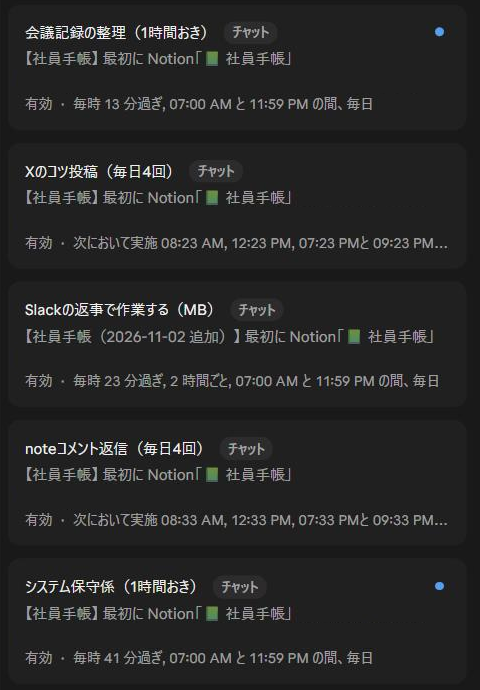 会議記録の整理（1時間おき） チャット
【社員手帳】最初に Notion「📗 社員手帳」
有効 ・ 毎時 13 分過ぎ, 07:00 AM と 11:59 PM の間、毎日
Xのコツ投稿（毎日4回） チャット
【社員手帳】最初に Notion「📗 社員手帳」
有効 ・ 次において実施 08:23 AM, 12:23 PM, 07:23 PMと 09:23 PM...
Slackの返事で作業する（MB） チャット
【社員手帳（2026-11-02 追加）】最初に Notion「📗 社員手帳」
有効 ・ 毎時 23 分過ぎ, 2 時間ごと, 07:00 AM と 11:59 PM の間、毎日
noteコメント返信（毎日4回） チャット
【社員手帳】最初に Notion「📗 社員手帳」
有効 ・ 次において実施 08:33 AM, 12:33 PM, 07:33 PMと 09:33 PM...
システム保守係（1時間おき） チャット
【社員手帳】最初に Notion「📗 社員手帳」
有効 ・ 毎時 41 分過ぎ, 07:00 AM と 11:59 PM の間、毎日